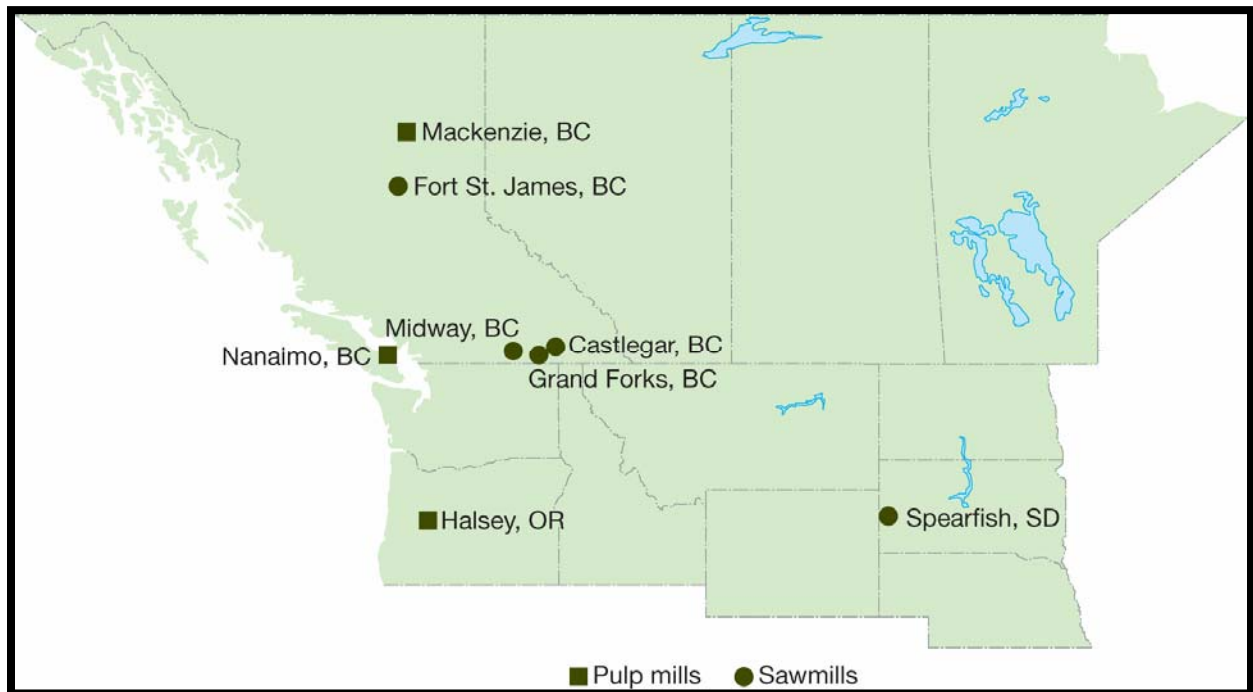 Mackenzie, BC
Fort St. James, BC
Midway, BC
Nanaimo, BC
Castlegar, BC
Grand Forks, BC
Halsey, OR
Spearfish, SD
Pulp mills
Sawmills